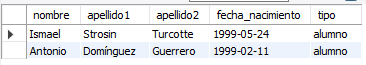 nombre apellido1 apellido2 fecha_nacimiento tipo
Ismael Strosin Turcotte 1999-05-24 alumno
Antonio Domínguez Guerrero 1999-02-11 alumno